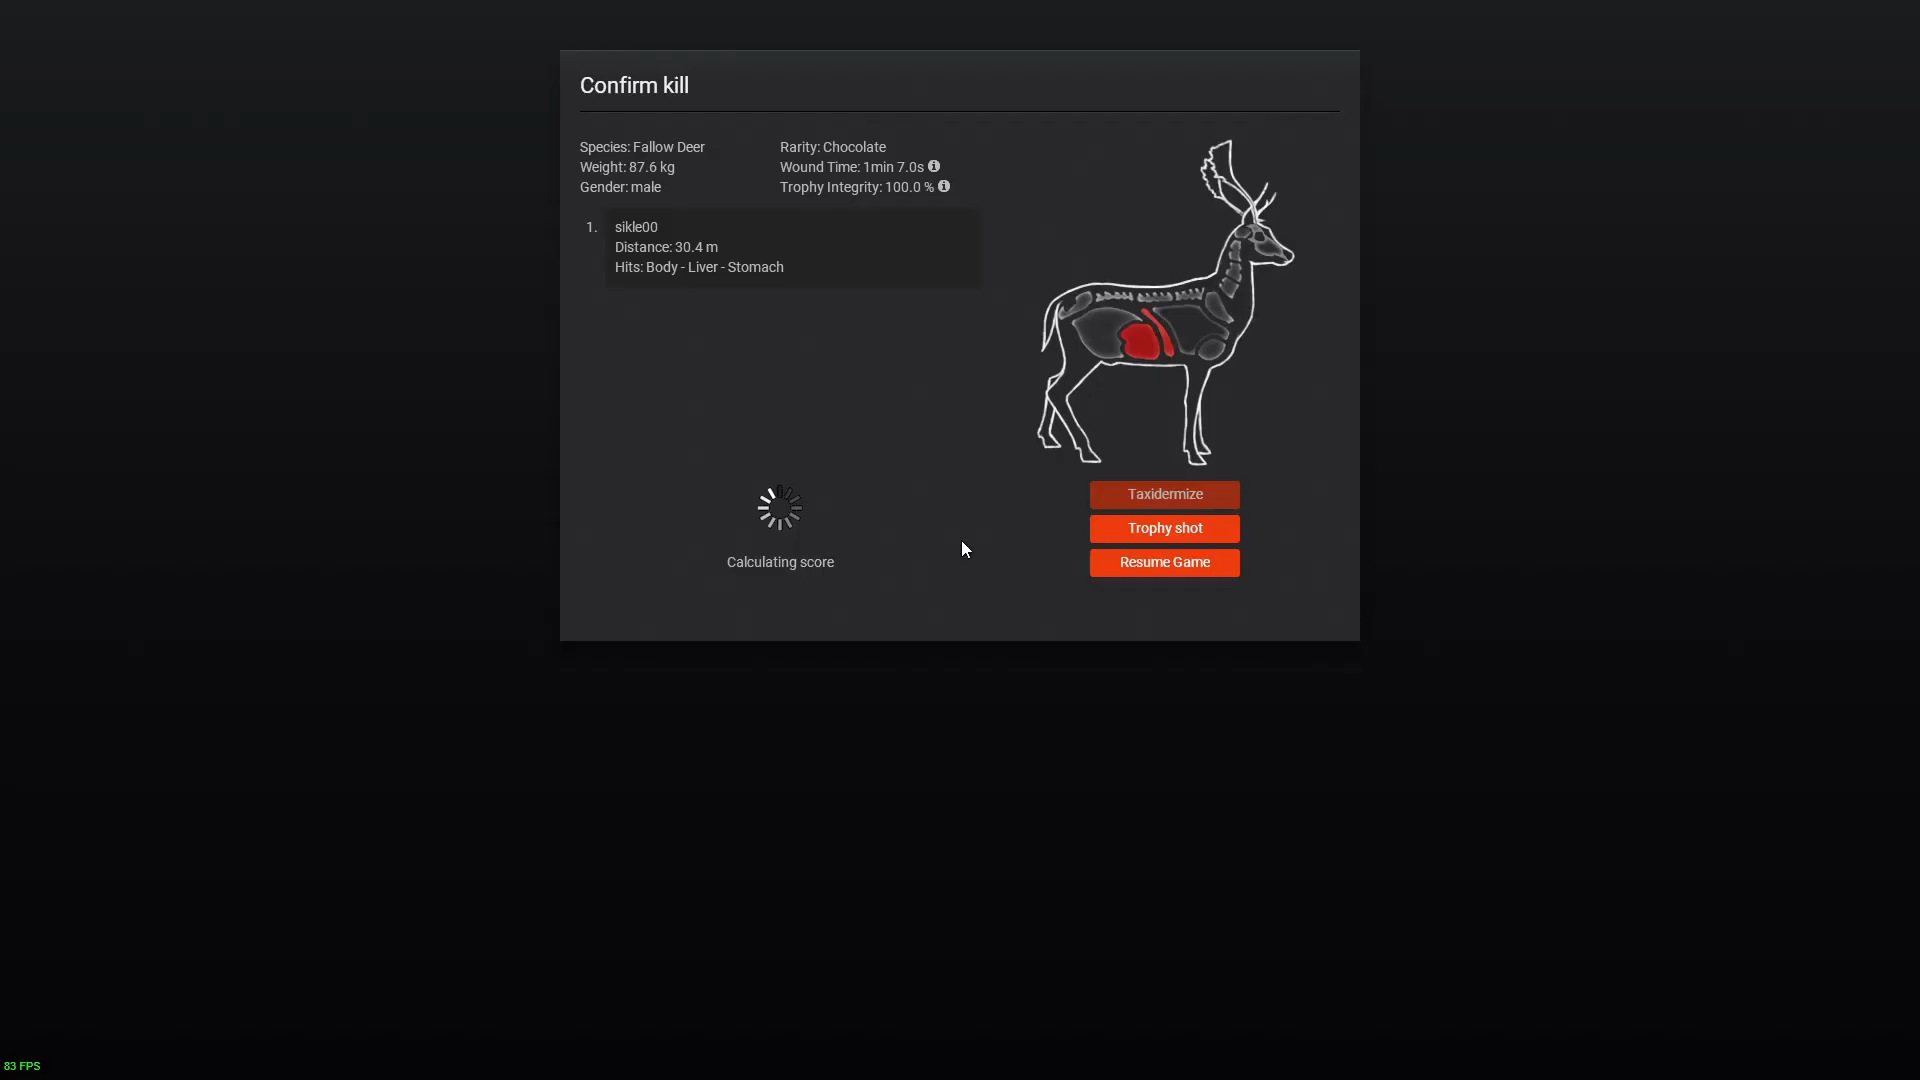 Confirm kill
Species: Fallow Deer
Weight: 87.6 kg
Gender: male
Rarity: Chocolate
Wound Time: 1min 7.0s
Trophy Integrity: 100.0 %
1.
sikle00
Distance: 30.4 m
Hits: Body - Liver - Stomach
Calculating score
Taxidermize
Trophy shot
Resume Game
83 FPS